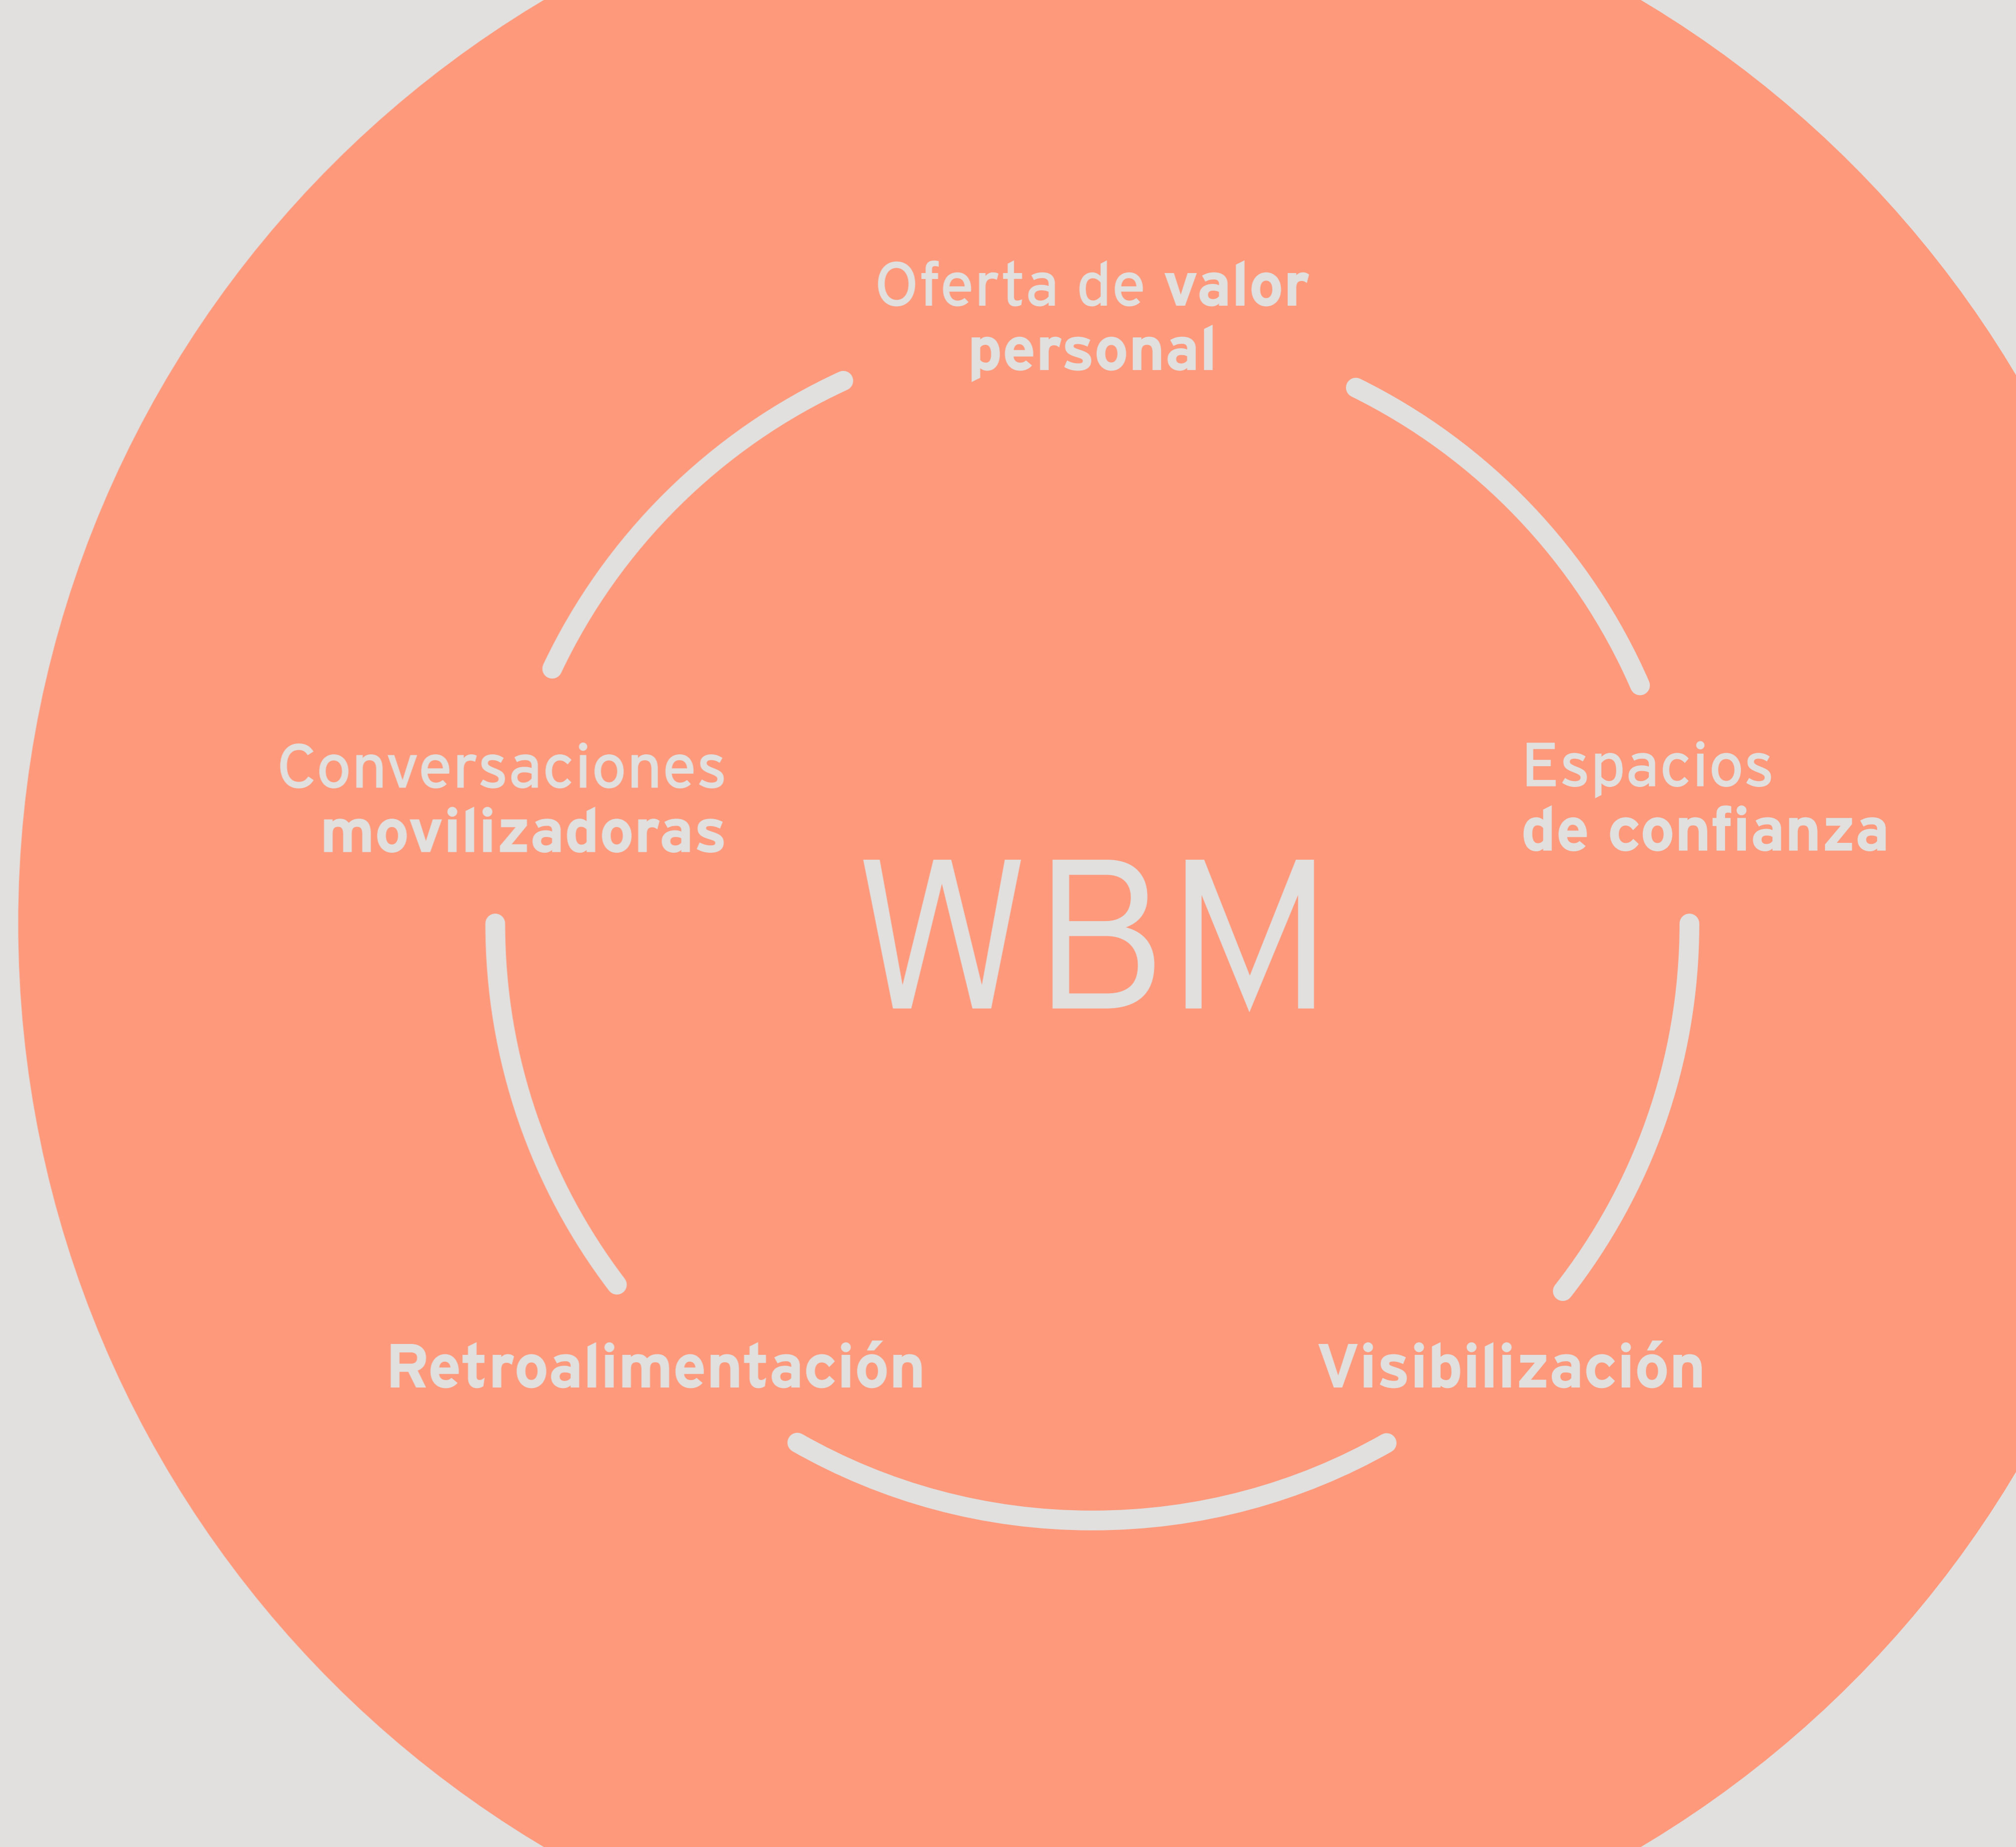 Oferta de valor
personal
Conversaciones
movilizadoras
Espacios
de confianza
WBM
Retroalimentación
Visibilización